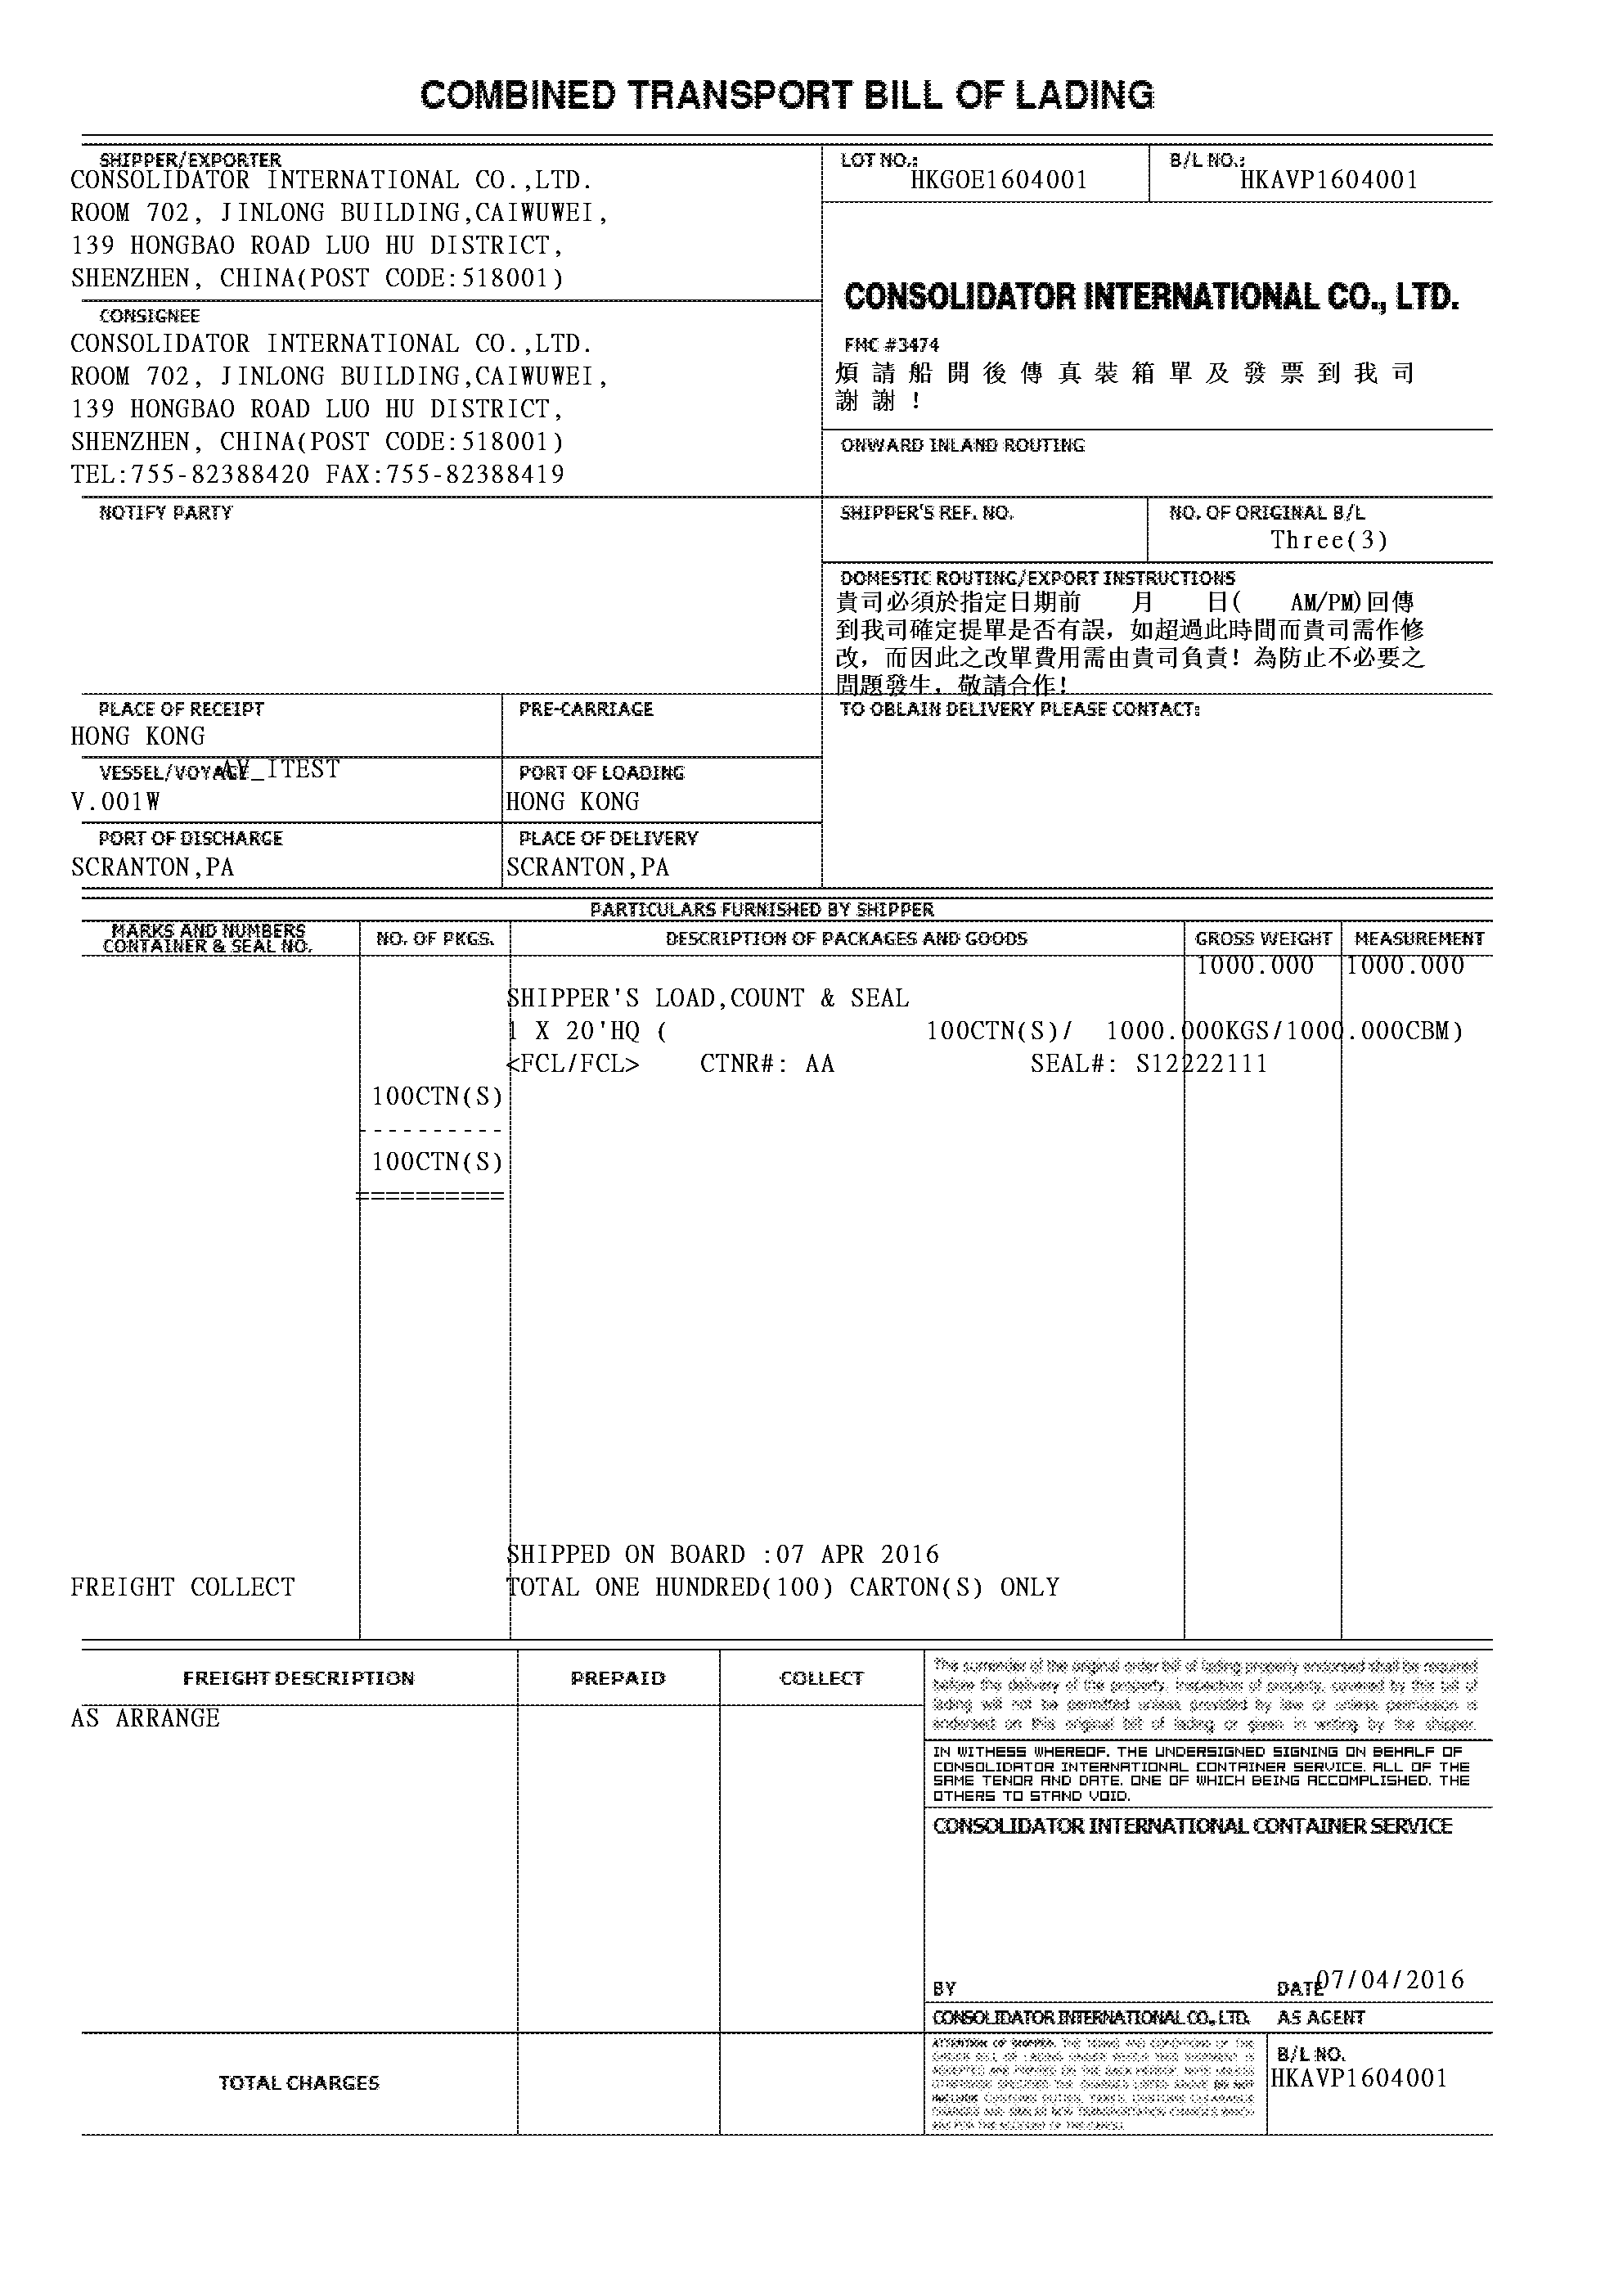 COMBINED TRANSPORT BILL OF LADING
SHIPPER/EXPORTER
CONSOLIDATOR INTERNATIONAL CO.,LTD.
ROOM 702, JINLONG BUILDING,CAIWUWEI,
139 HONGBAO ROAD LUO HU DISTRICT,
SHENZHEN, CHINA(POST CODE:518001)
LOT NO.:
HKGOE1604001
B/L NO.:
HKAVP1604001
CONSOLIDATOR INTERNATIONAL CO., LTD.
FMC #3474
煩請船開後傳真裝箱單及發票到我司
謝謝!
CONSIGNEE
CONSOLIDATOR INTERNATIONAL CO.,LTD.
ROOM 702, JINLONG BUILDING,CAIWUWEI,
139 HONGBAO ROAD LUO HU DISTRICT,
SHENZHEN, CHINA(POST CODE:518001)
TEL:755-82388420 FAX:755-82388419
ONWARD INLAND ROUTING
NOTIFY PARTY
SHIPPER'S REF. NO.
NO. OF ORIGINAL B/L
Three(3)
DOMESTIC ROUTING/EXPORT INSTRUCTIONS
貴司必須於指定日期前 月 日( AM/PM)回傳
到我司確定提單是否有誤, 如超過此時間而貴司需作修
改, 而因此之改單費用需由貴司負責! 為防止不必要之
問題發生, 敬請合作!
PLACE OF RECEIPT
HONG KONG
PRE-CARRIAGE
TO OBLAIN DELIVERY PLEASE CONTACT:
VESSEL/VOYAGE AV_ITEST
V.001W
PORT OF LOADING
HONG KONG
PORT OF DISCHARGE
SCRANTON,PA
PLACE OF DELIVERY
SCRANTON,PA
PARTICULARS FURNISHED BY SHIPPER
MARKS AND NUMBERS
CONTAINER & SEAL NO.
NO. OF PKGS.
DESCRIPTION OF PACKAGES AND GOODS
GROSS WEIGHT
MEASUREMENT
1000.000 1000.000
SHIPPER'S LOAD,COUNT & SEAL
1 X 20'HQ ( 100CTN(S)/ 1000.000KGS/1000.000CBM)
<FCL/FCL> CTNR#: AA SEAL#: S12222111
100CTN(S)
----------
100CTN(S)
==========
SHIPPED ON BOARD :07 APR 2016
FREIGHT COLLECT TOTAL ONE HUNDRED(100) CARTON(S) ONLY
FREIGHT DESCRIPTION
PREPAID
COLLECT
AS ARRANGE
The surrender of the original order bill of lading properly endorsed shall be required
before the delivery of the property. Inspection of property covered by the bill of
lading will not be permitted unless provided by law or unless permission is
endorsed on this original bill of lading or given in writing by the shipper.
IN WITHESS WHEREOF, THE UNDERSIGNED SIGNING ON BEHALF OF
CONSOLIDATOR INTERNATIONAL CONTAINER SERVICE, ALL OF THE
SAME TENOR AND DATE, ONE OF WHICH BEING ACCOMPLISHED, THE
OTHERS TO STAND VOID.
CONSOLIDATOR INTERNATIONAL CONTAINER SERVICE
BY
DATE 07/04/2016
CONSOLIDATOR INTERNATIONAL CO., LTD. AS AGENT
TOTAL CHARGES
B/L NO.
HKAVP1604001